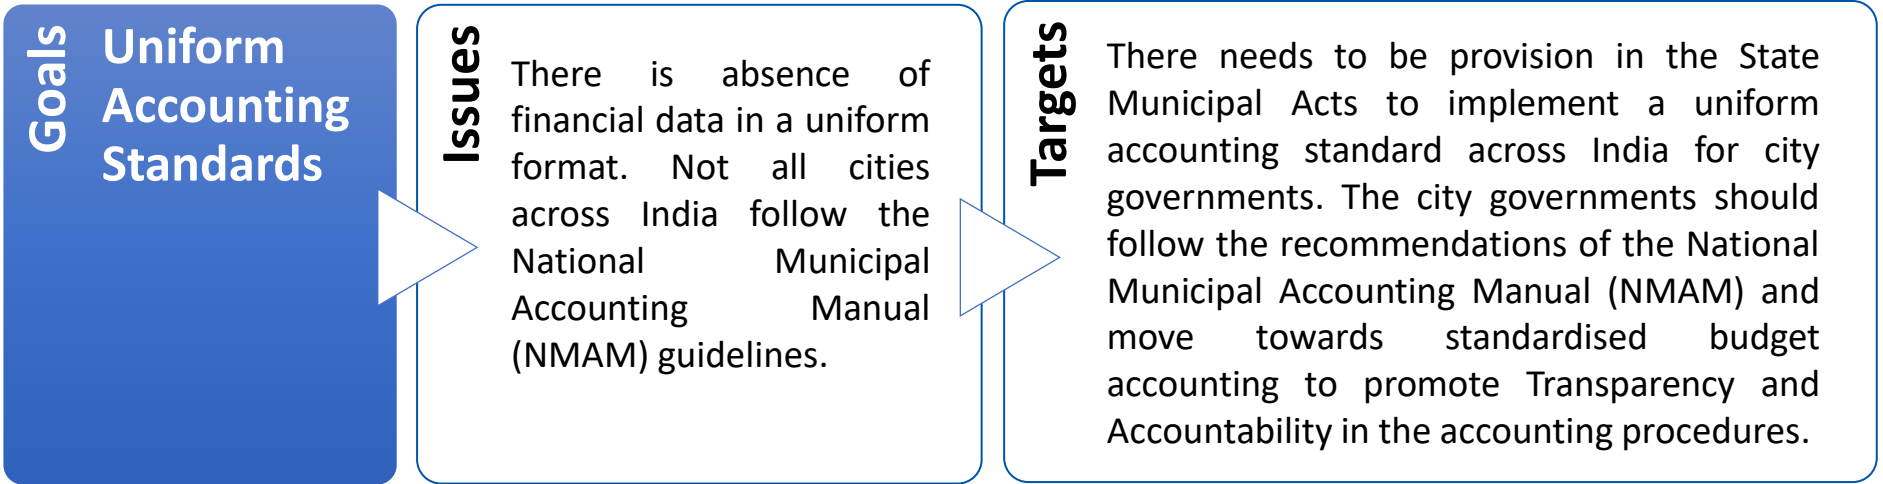 Goals
Uniform
Accounting
Standards
Issues
There is absence of
financial data in a uniform
format. Not all cities
across India follow the
National Municipal
Accounting Manual
(NMAM) guidelines.
Targets
There needs to be provision in the State
Municipal Acts to implement a uniform
accounting standard across India for city
governments. The city governments should
follow the recommendations of the National
Municipal Accounting Manual (NMAM) and
move towards standardised budget
accounting to promote Transparency and
Accountability in the accounting procedures.